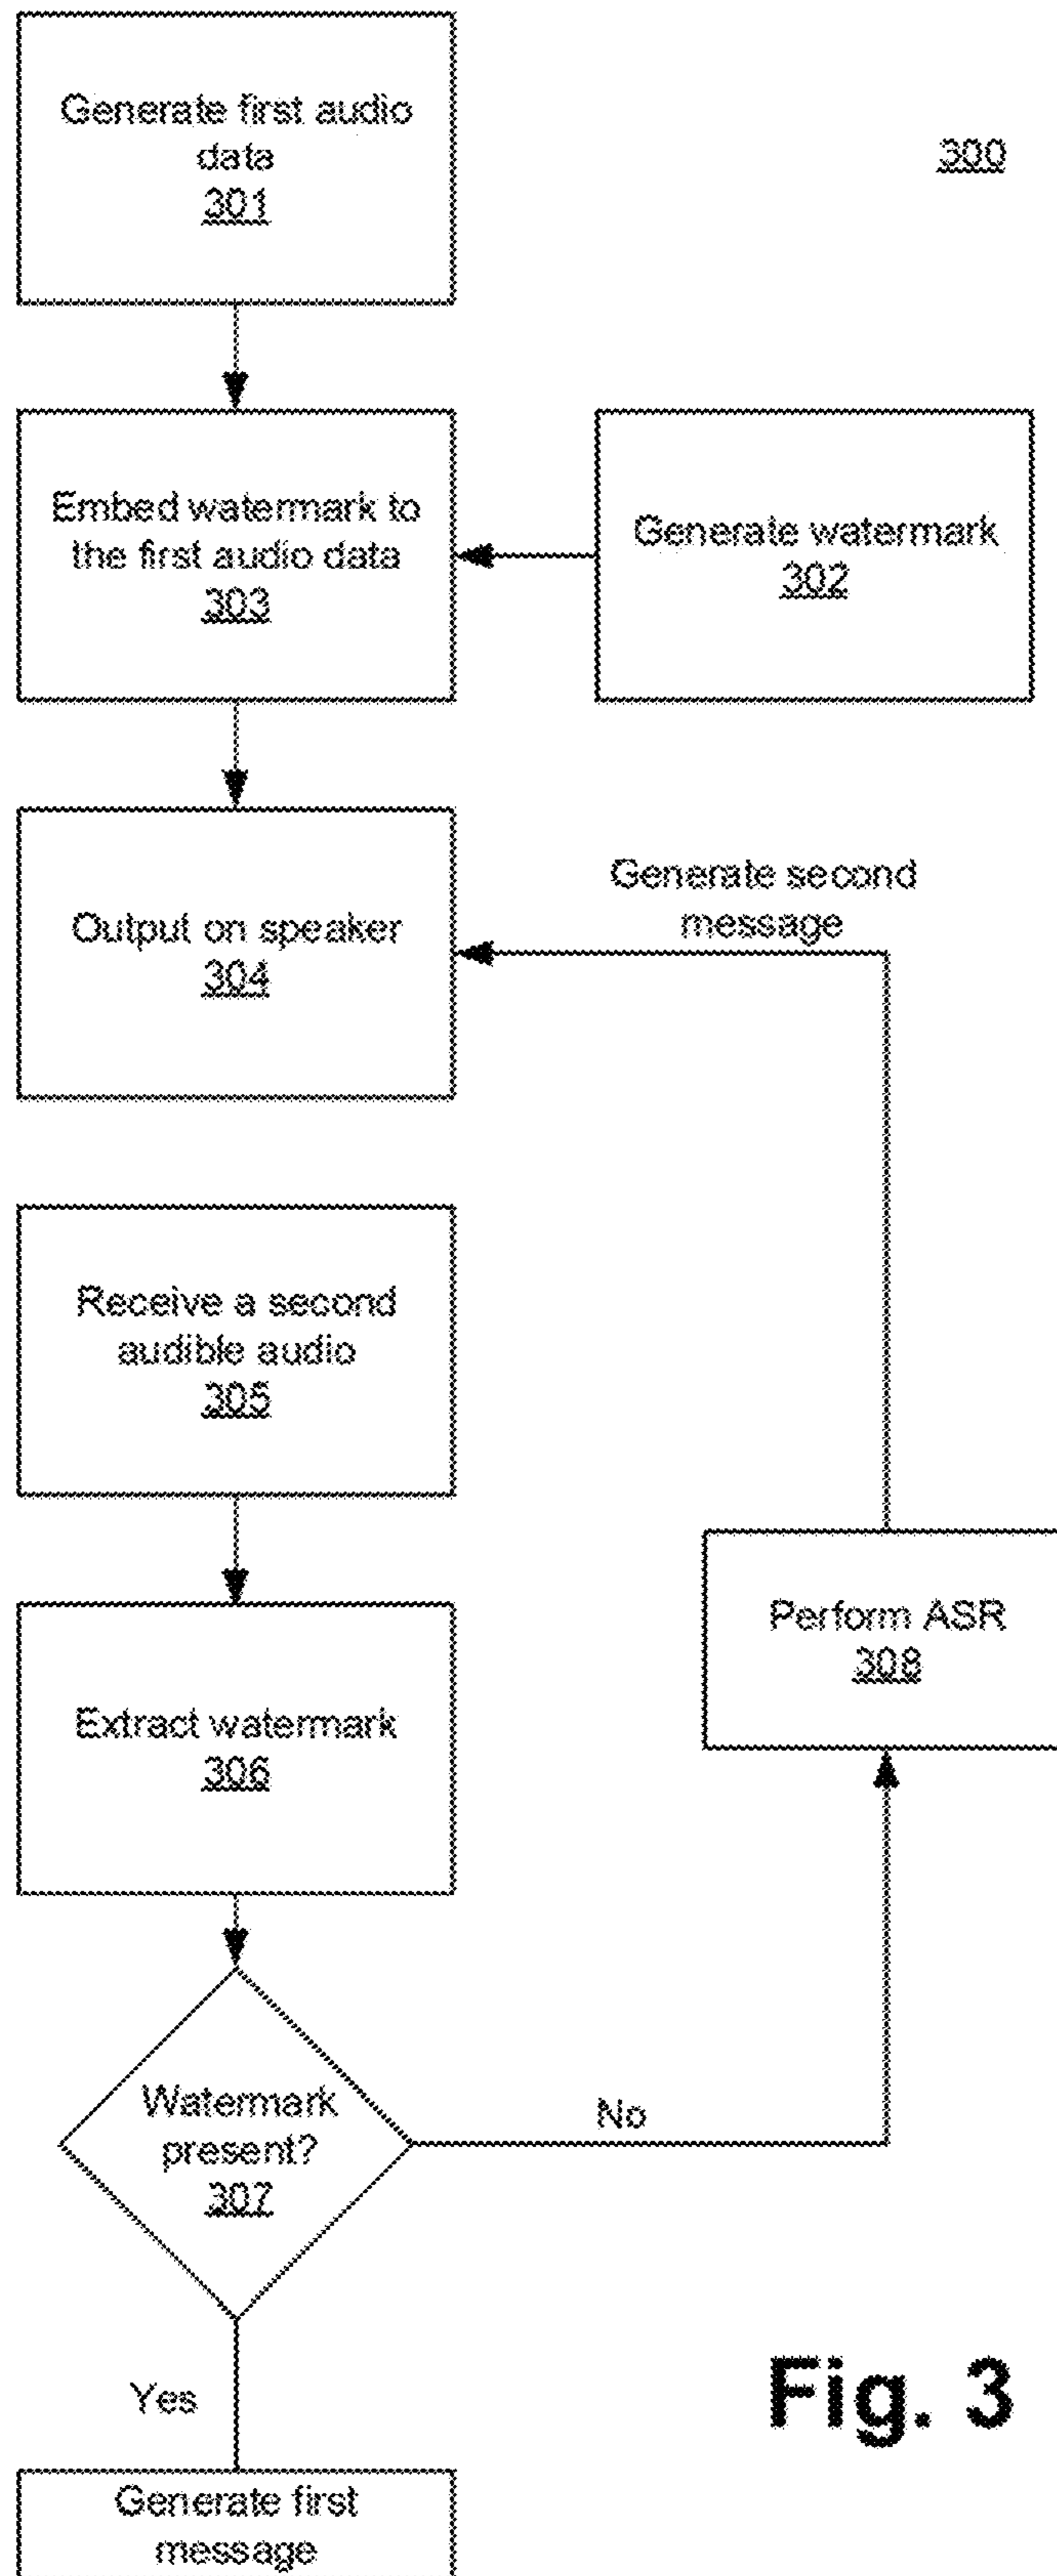 Generate first audio
data
301
300
Embed watermark to
the first audio data
303
Generate watermark
302
Output on speaker
304
Generate second
message
Receive a second
audible audio
305
Perform ASR
308
Extract watermark
306
Watermark
present?
307
No
Yes
Fig. 3
Generate first
message